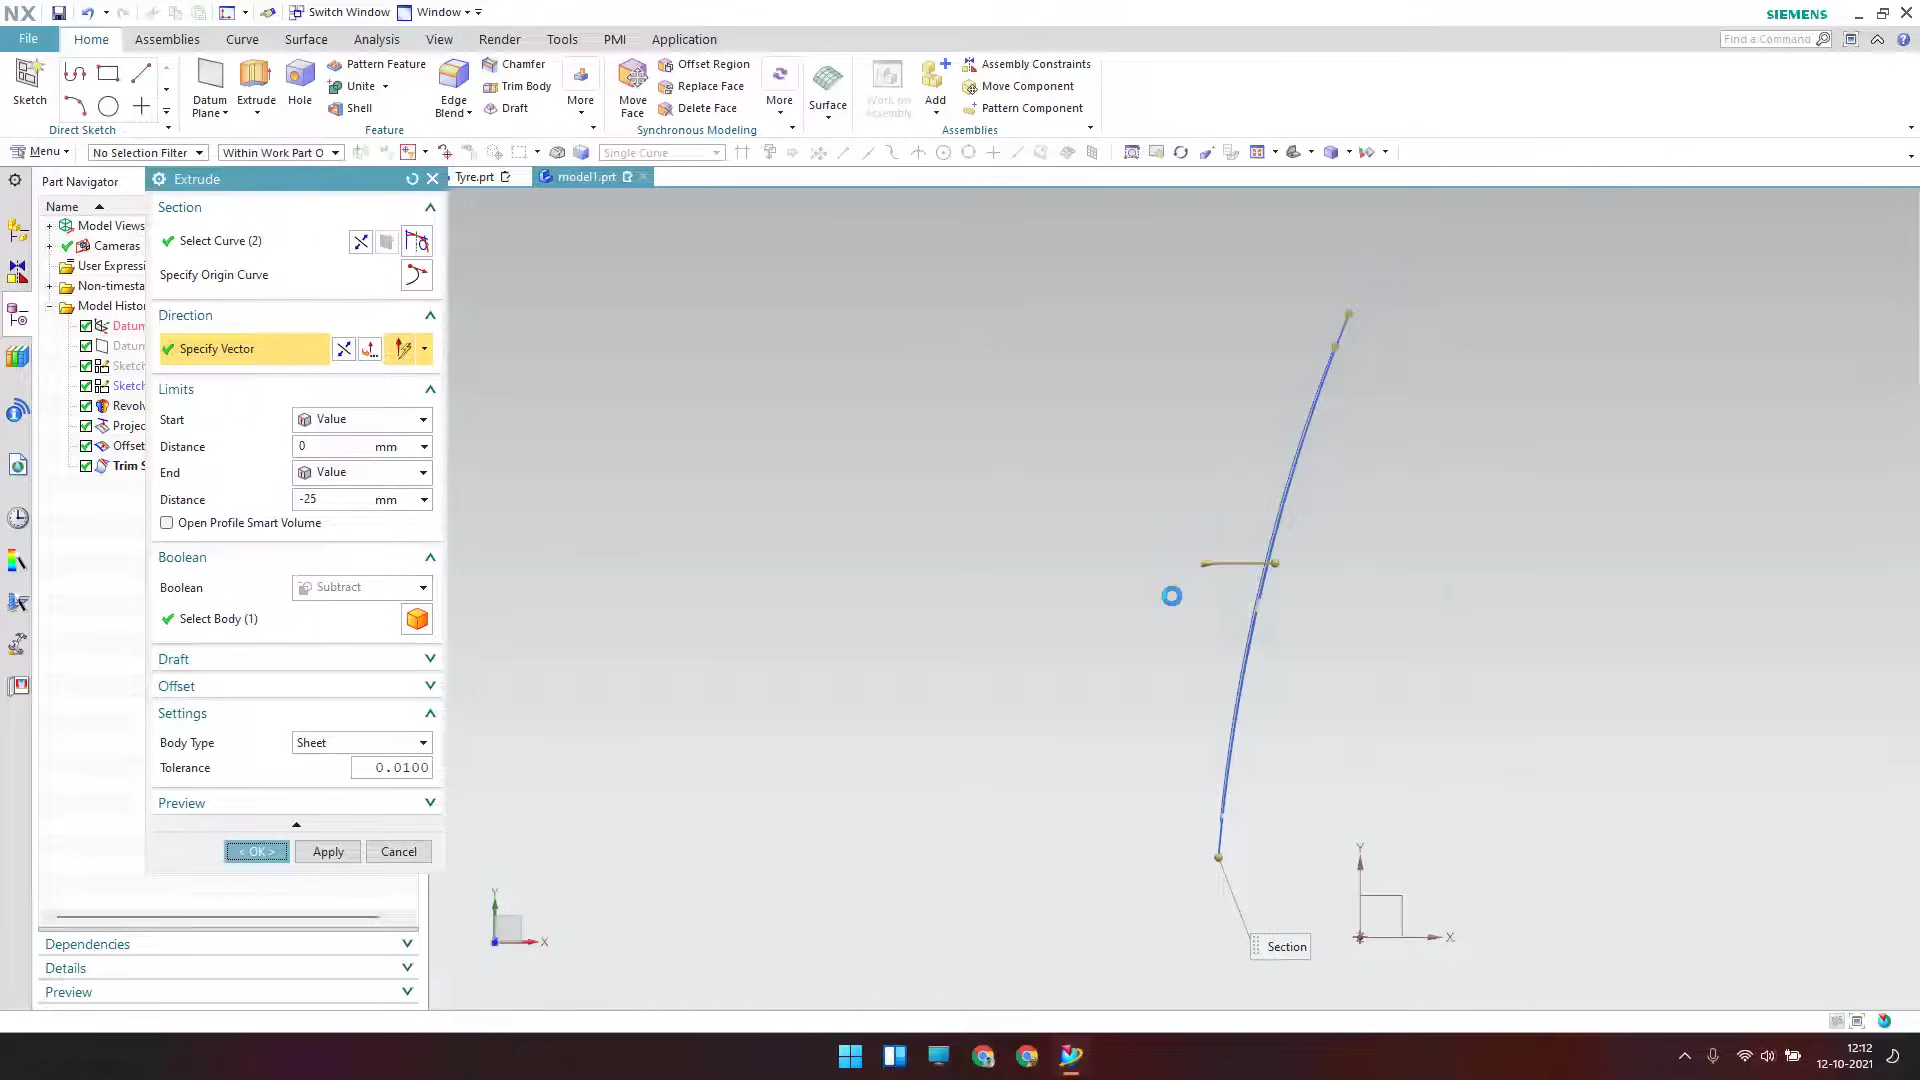 NX
Switch Window
Window
SIEMENS
File
Home
Assemblies
Curve
Surface
Analysis
View
Render
Tools
PMI
Application
Find a Command
Sketch
Direct Sketch
Datum
Plane
Extrude
Hole
Pattern Feature
Unite
Shell
Edge
Blend
Chamfer
Trim Body
Draft
More
Feature
Move
Face
Offset Region
Replace Face
Delete Face
More
Synchronous Modeling
Surface
Work on
Assembly
Add
Assembly Constraints
Move Component
Pattern Component
Assemblies
Menu
No Selection Filter
Within Work Part O
Single Curve
Part Navigator
Extrude
Tyre.prt
model1.prt
Name
Model Views
Cameras
User Expressi
Non-timesta
Model Histo
Datun
Datun
Sketch
Sketch
Revol
Projec
Offset
Trim S
Section
Select Curve (2)
Specify Origin Curve
Direction
Specify Vector
Limits
Start
Value
Distance
0 mm
End
Value
Distance
-25 mm
Open Profile Smart Volume
Boolean
Boolean
Subtract
Select Body (1)
Draft
Offset
Settings
Body Type
Sheet
Tolerance
0.0100
Preview
< OK >
Apply
Cancel
Dependencies
Details
Preview
Y
X
Y
X
Section
12:12
12-10-2021